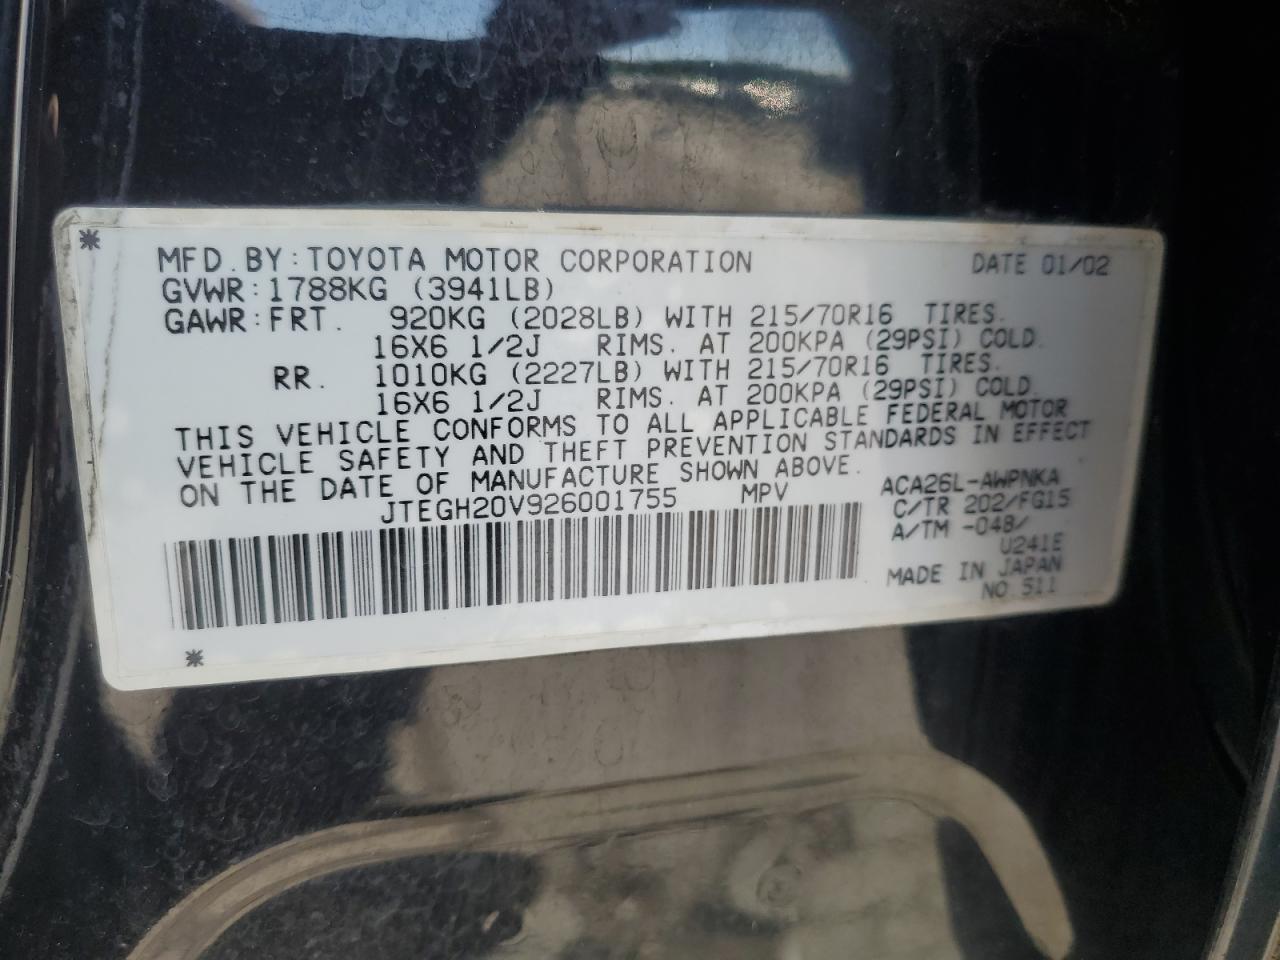 MFD. BY: TOYOTA MOTOR CORPORATION DATE 01/02
GVWR: 1788KG (3941LB)
GAWR: FRT. 920KG (2028LB) WITH 215/70R16 TIRES.
16X6 1/2J RIMS. AT 200KPA (29PSI) COLD.
RR. 1010KG (2227LB) WITH 215/70R16 TIRES.
16X6 1/2J RIMS. AT 200KPA (29PSI) COLD.
THIS VEHICLE CONFORMS TO ALL APPLICABLE FEDERAL MOTOR
VEHICLE SAFETY AND THEFT PREVENTION STANDARDS IN EFFECT
ON THE DATE OF MANUFACTURE SHOWN ABOVE.
JTEGH20V926001755 MPV
ACA26L-AWPNKA
C/TR 202/FG15
A/TM -04B/
U241E
MADE IN JAPAN
NO. 511